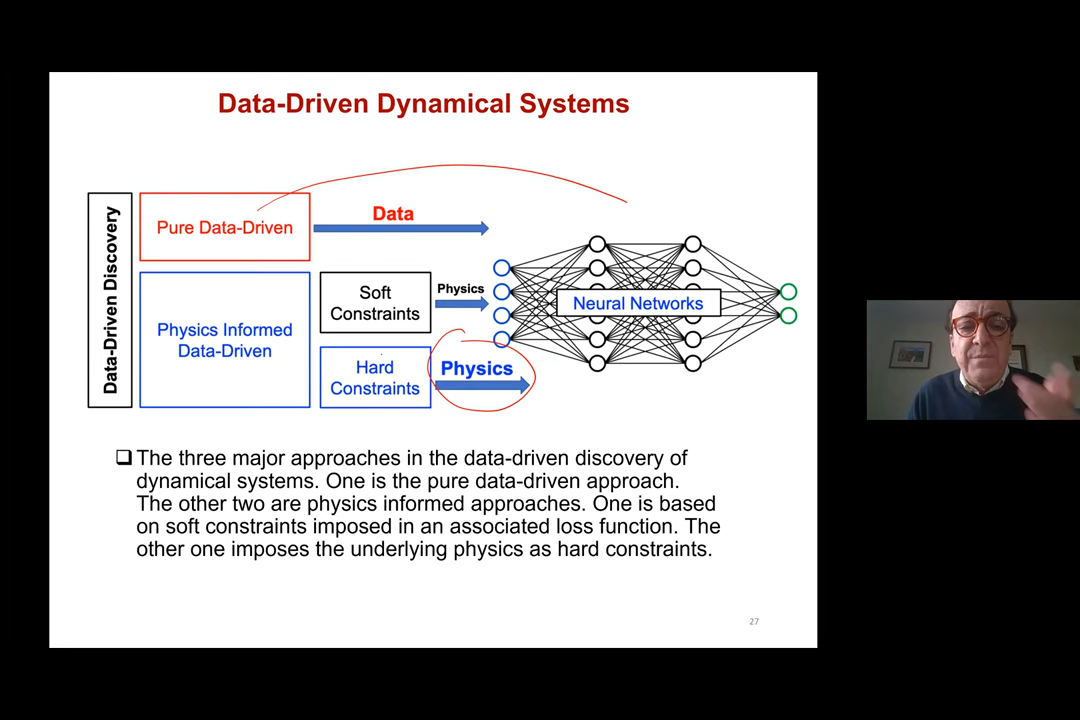 Data-Driven Dynamical Systems
Data-Driven Discovery
Pure Data-Driven
Data
Physics Informed
Data-Driven
Soft
Constraints
Physics
Hard
Constraints
Physics
Neural Networks
❑ The three major approaches in the data-driven discovery of
dynamical systems. One is the pure data-driven approach.
The other two are physics informed approaches. One is based
on soft constraints imposed in an associated loss function. The
other one imposes the underlying physics as hard constraints.
27